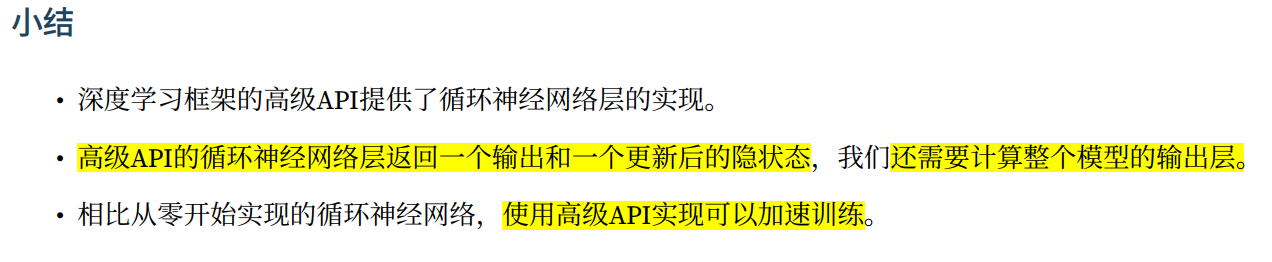 小结
• 深度学习框架的高级API提供了循环神经网络层的实现。
• 高级API的循环神经网络层返回一个输出和一个更新后的隐状态，我们还需要计算整个模型的输出层。
• 相比从零开始实现的循环神经网络，使用高级API实现可以加速训练。